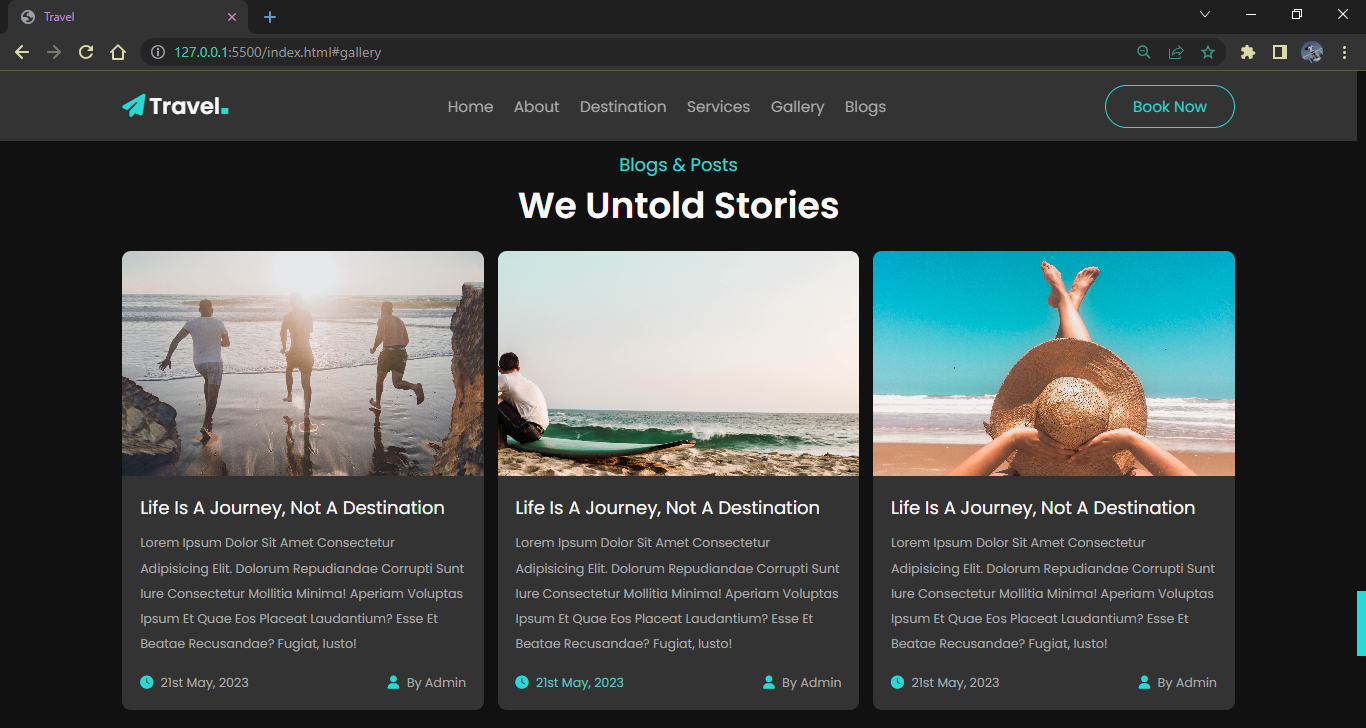 Travel
127.0.0.1:5500/index.html#gallery
Travel.
Home About Destination Services Gallery Blogs
Book Now
Blogs & Posts
We Untold Stories
Life Is A Journey, Not A Destination
Lorem Ipsum Dolor Sit Amet Consectetur
Adipisicing Elit. Dolorum Repudiandae Corrupti Sunt
Iure Consectetur Mollitia Minima! Aperiam Voluptas
Ipsum Et Quae Eos Placeat Laudantium? Esse Et
Beatae Recusandae? Fugiat, Iusto!
21st May, 2023 By Admin
Life Is A Journey, Not A Destination
Lorem Ipsum Dolor Sit Amet Consectetur
Adipisicing Elit. Dolorum Repudiandae Corrupti Sunt
Iure Consectetur Mollitia Minima! Aperiam Voluptas
Ipsum Et Quae Eos Placeat Laudantium? Esse Et
Beatae Recusandae? Fugiat, Iusto!
21st May, 2023 By Admin
Life Is A Journey, Not A Destination
Lorem Ipsum Dolor Sit Amet Consectetur
Adipisicing Elit. Dolorum Repudiandae Corrupti Sunt
Iure Consectetur Mollitia Minima! Aperiam Voluptas
Ipsum Et Quae Eos Placeat Laudantium? Esse Et
Beatae Recusandae? Fugiat, Iusto!
21st May, 2023 By Admin